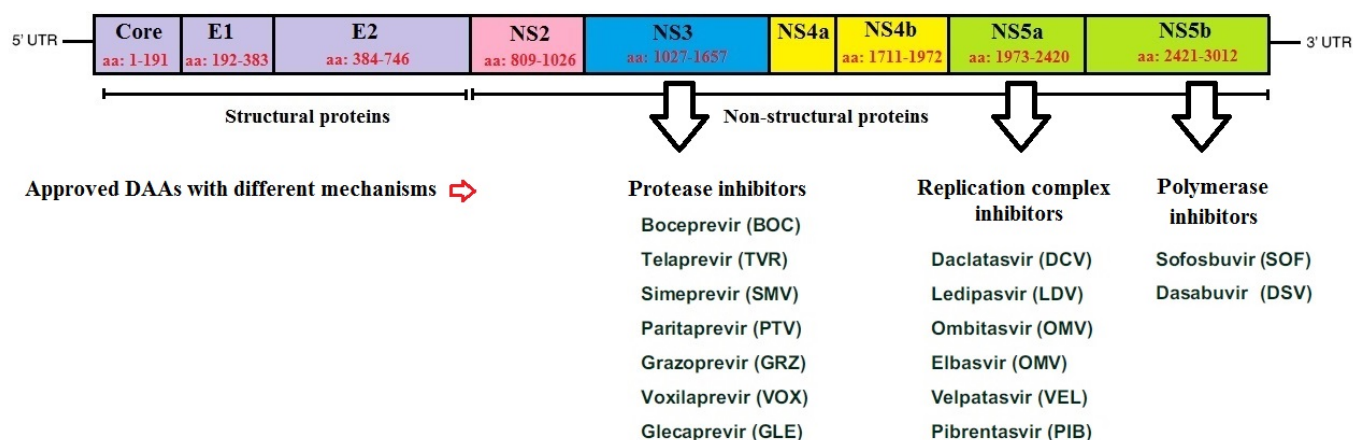 Core E1 E2 NS2 NS3 NS4a NS4b NS5a NS5b
5' UTR
aa: 1-191 aa: 192-383 aa: 384-746 aa: 809-1026 aa: 1027-1657 aa: 1711-1972 aa: 1973-2420 aa: 2421-3012
3' UTR
Structural proteins
Non-structural proteins
Approved DAAs with different mechanisms
Protease inhibitors
Boceprevir (BOC)
Telaprevir (TVR)
Simeprevir (SMV)
Paritaprevir (PTV)
Grazoprevir (GRZ)
Voxilaprevir (VOX)
Glecaprevir (GLE)
Replication complex
inhibitors
Daclatasvir (DCV)
Ledipasvir (LDV)
Ombitasvir (OMV)
Elbasvir (OMV)
Velpatasvir (VEL)
Pibrentasvir (PIB)
Polymerase
inhibitors
Sofosbuvir (SOF)
Dasabuvir (DSV)